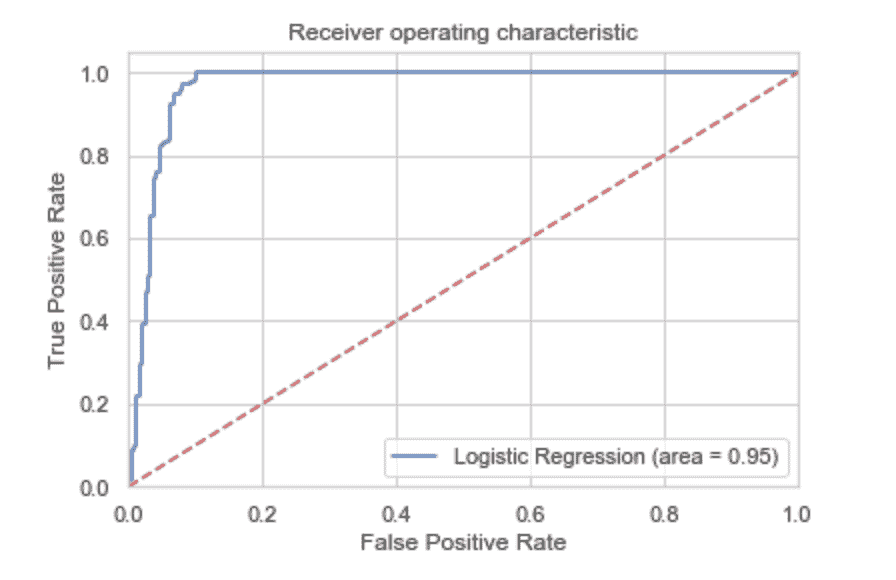 Receiver operating characteristic
True Positive Rate
1.0
0.8
0.6
0.4
0.2
0.0
Logistic Regression (area = 0.95)
0.0 0.2 0.4 0.6 0.8 1.0
False Positive Rate